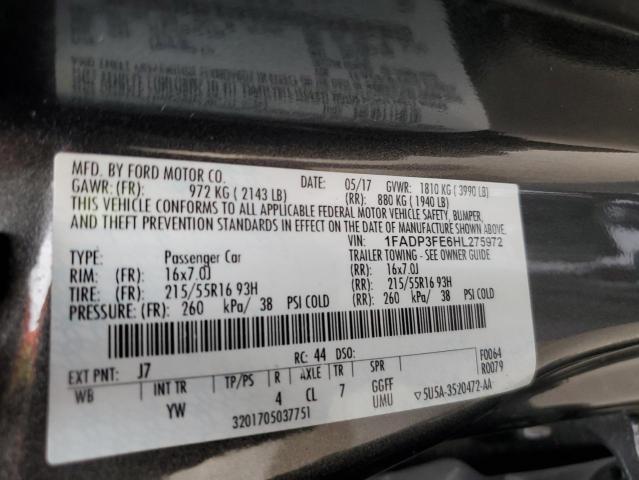 MFD. BY FORD MOTOR CO.
DATE: 05/17 GVWR: 1810 KG ( 3990 LB)
GAWR: (FR): 972 KG ( 2143 LB) (RR): 880 KG ( 1940 LB)
THIS VEHICLE CONFORMS TO ALL APPLICABLE FEDERAL MOTOR VEHICLE SAFETY, BUMPER,
AND THEFT PREVENTION STANDARDS IN EFFECT ON THE DATE OF MANUFACTURE SHOWN ABOVE.
VIN: 1FADP3FE6HL275972
TYPE: Passenger Car TRAILER TOWING - SEE OWNER GUIDE
RIM: (FR): 16x7.0J (RR): 16x7.0J
TIRE: (FR): 215/55R16 93H (RR): 215/55R16 93H
PRESSURE: (FR): 260 kPa/ 38 PSI COLD (RR): 260 kPa/ 38 PSI COLD
EXT PNT: J7 RC: 44 DSO: F0064
R0079
WB INT TR TP/PS R AXLE TR SPR
YW 4 CL 7 GGFF
UMU
3201705037751
5U5A-3520472-AA